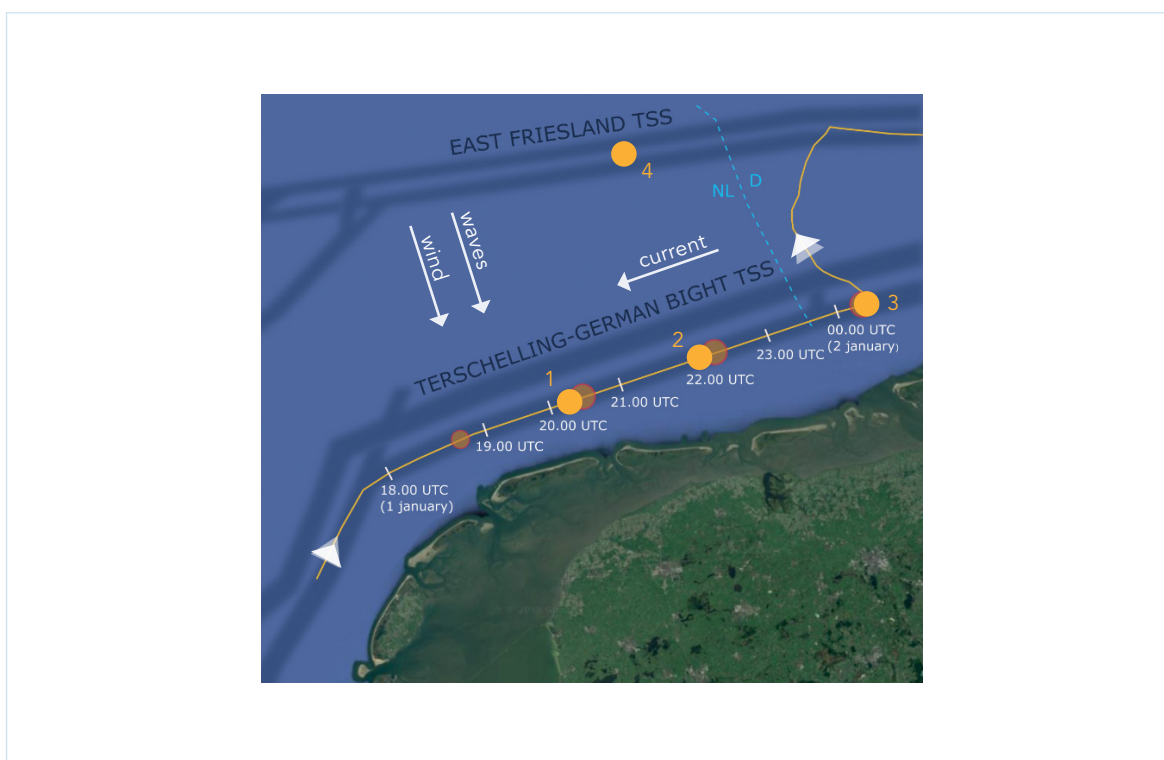 EAST FRIESLAND TSS
4
NL D
wind
waves
current
TERSCHELLING-GERMAN BIGHT TSS
3
00.00 UTC
(2 january)
2
23.00 UTC
22.00 UTC
1
21.00 UTC
20.00 UTC
19.00 UTC
18.00 UTC
(1 january)